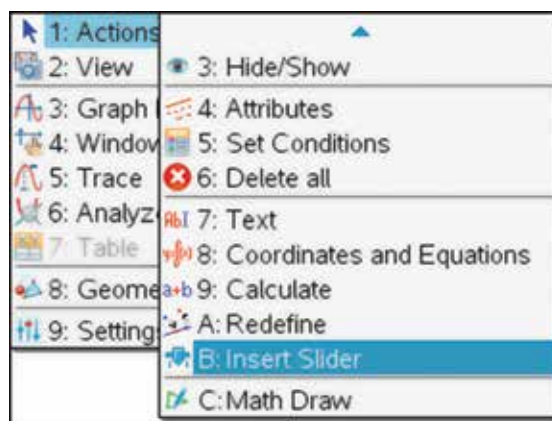 1: Actions
2: View
3: Graph
4: Window
5: Trace
6: Analyz
7: Table
8: Geome
9: Setting
3: Hide/Show
4: Attributes
5: Set Conditions
6: Delete all
AbI 7: Text
8: Coordinates and Equations
a+b 9: Calculate
A: Redefine
B: Insert Slider
C: Math Draw